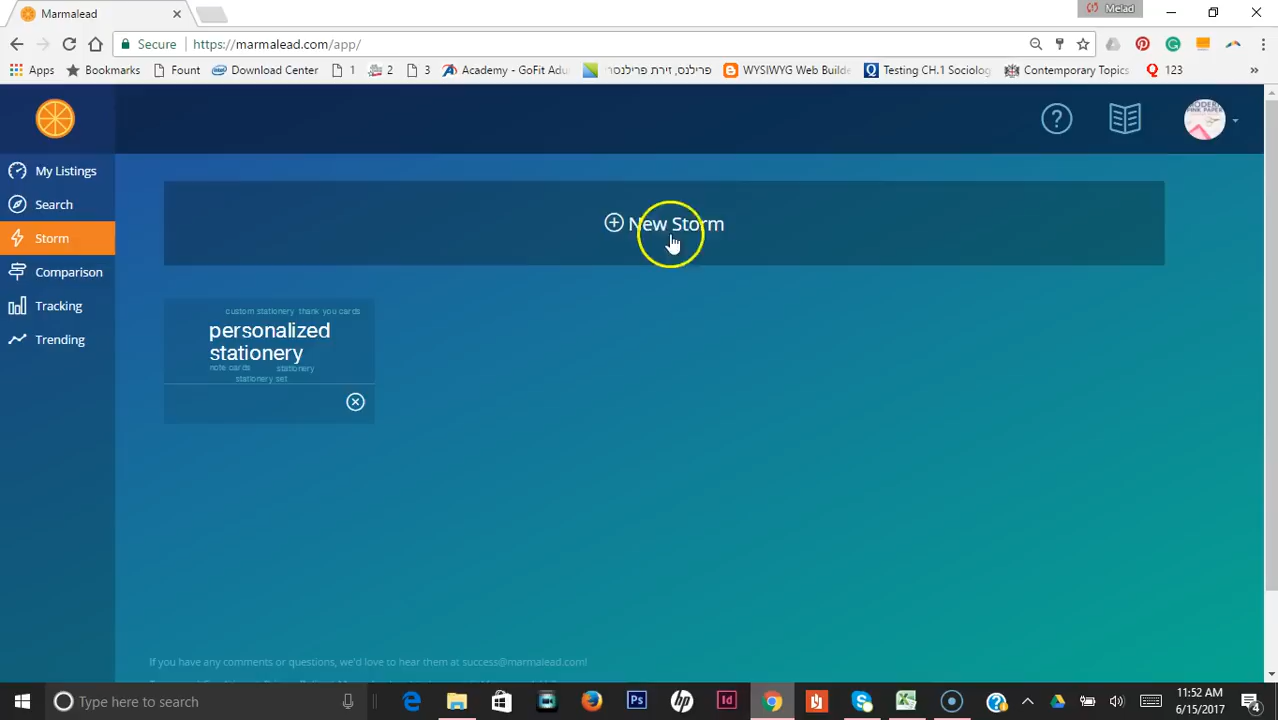 Marmalead
Melad
Secure
https://marmalead.com/app/
Apps
Bookmarks
Fount
Download Center
1
2
3
Academy - GoFit Adu
פרילנס, זירת פרילנסר
WYSIWYG Web Builde
Testing CH.1 Sociolog
Contemporary Topics
123
»
MODERN
PINK PAPER
My Listings
Search
Storm
Comparison
Tracking
Trending
New Storm
custom stationery thank you cards
personalized
stationery
note cards stationery
stationery set
If you have any comments or questions, we'd love to hear them at success@marmalead.com!
Type here to search
11:52 AM
6/15/2017
4